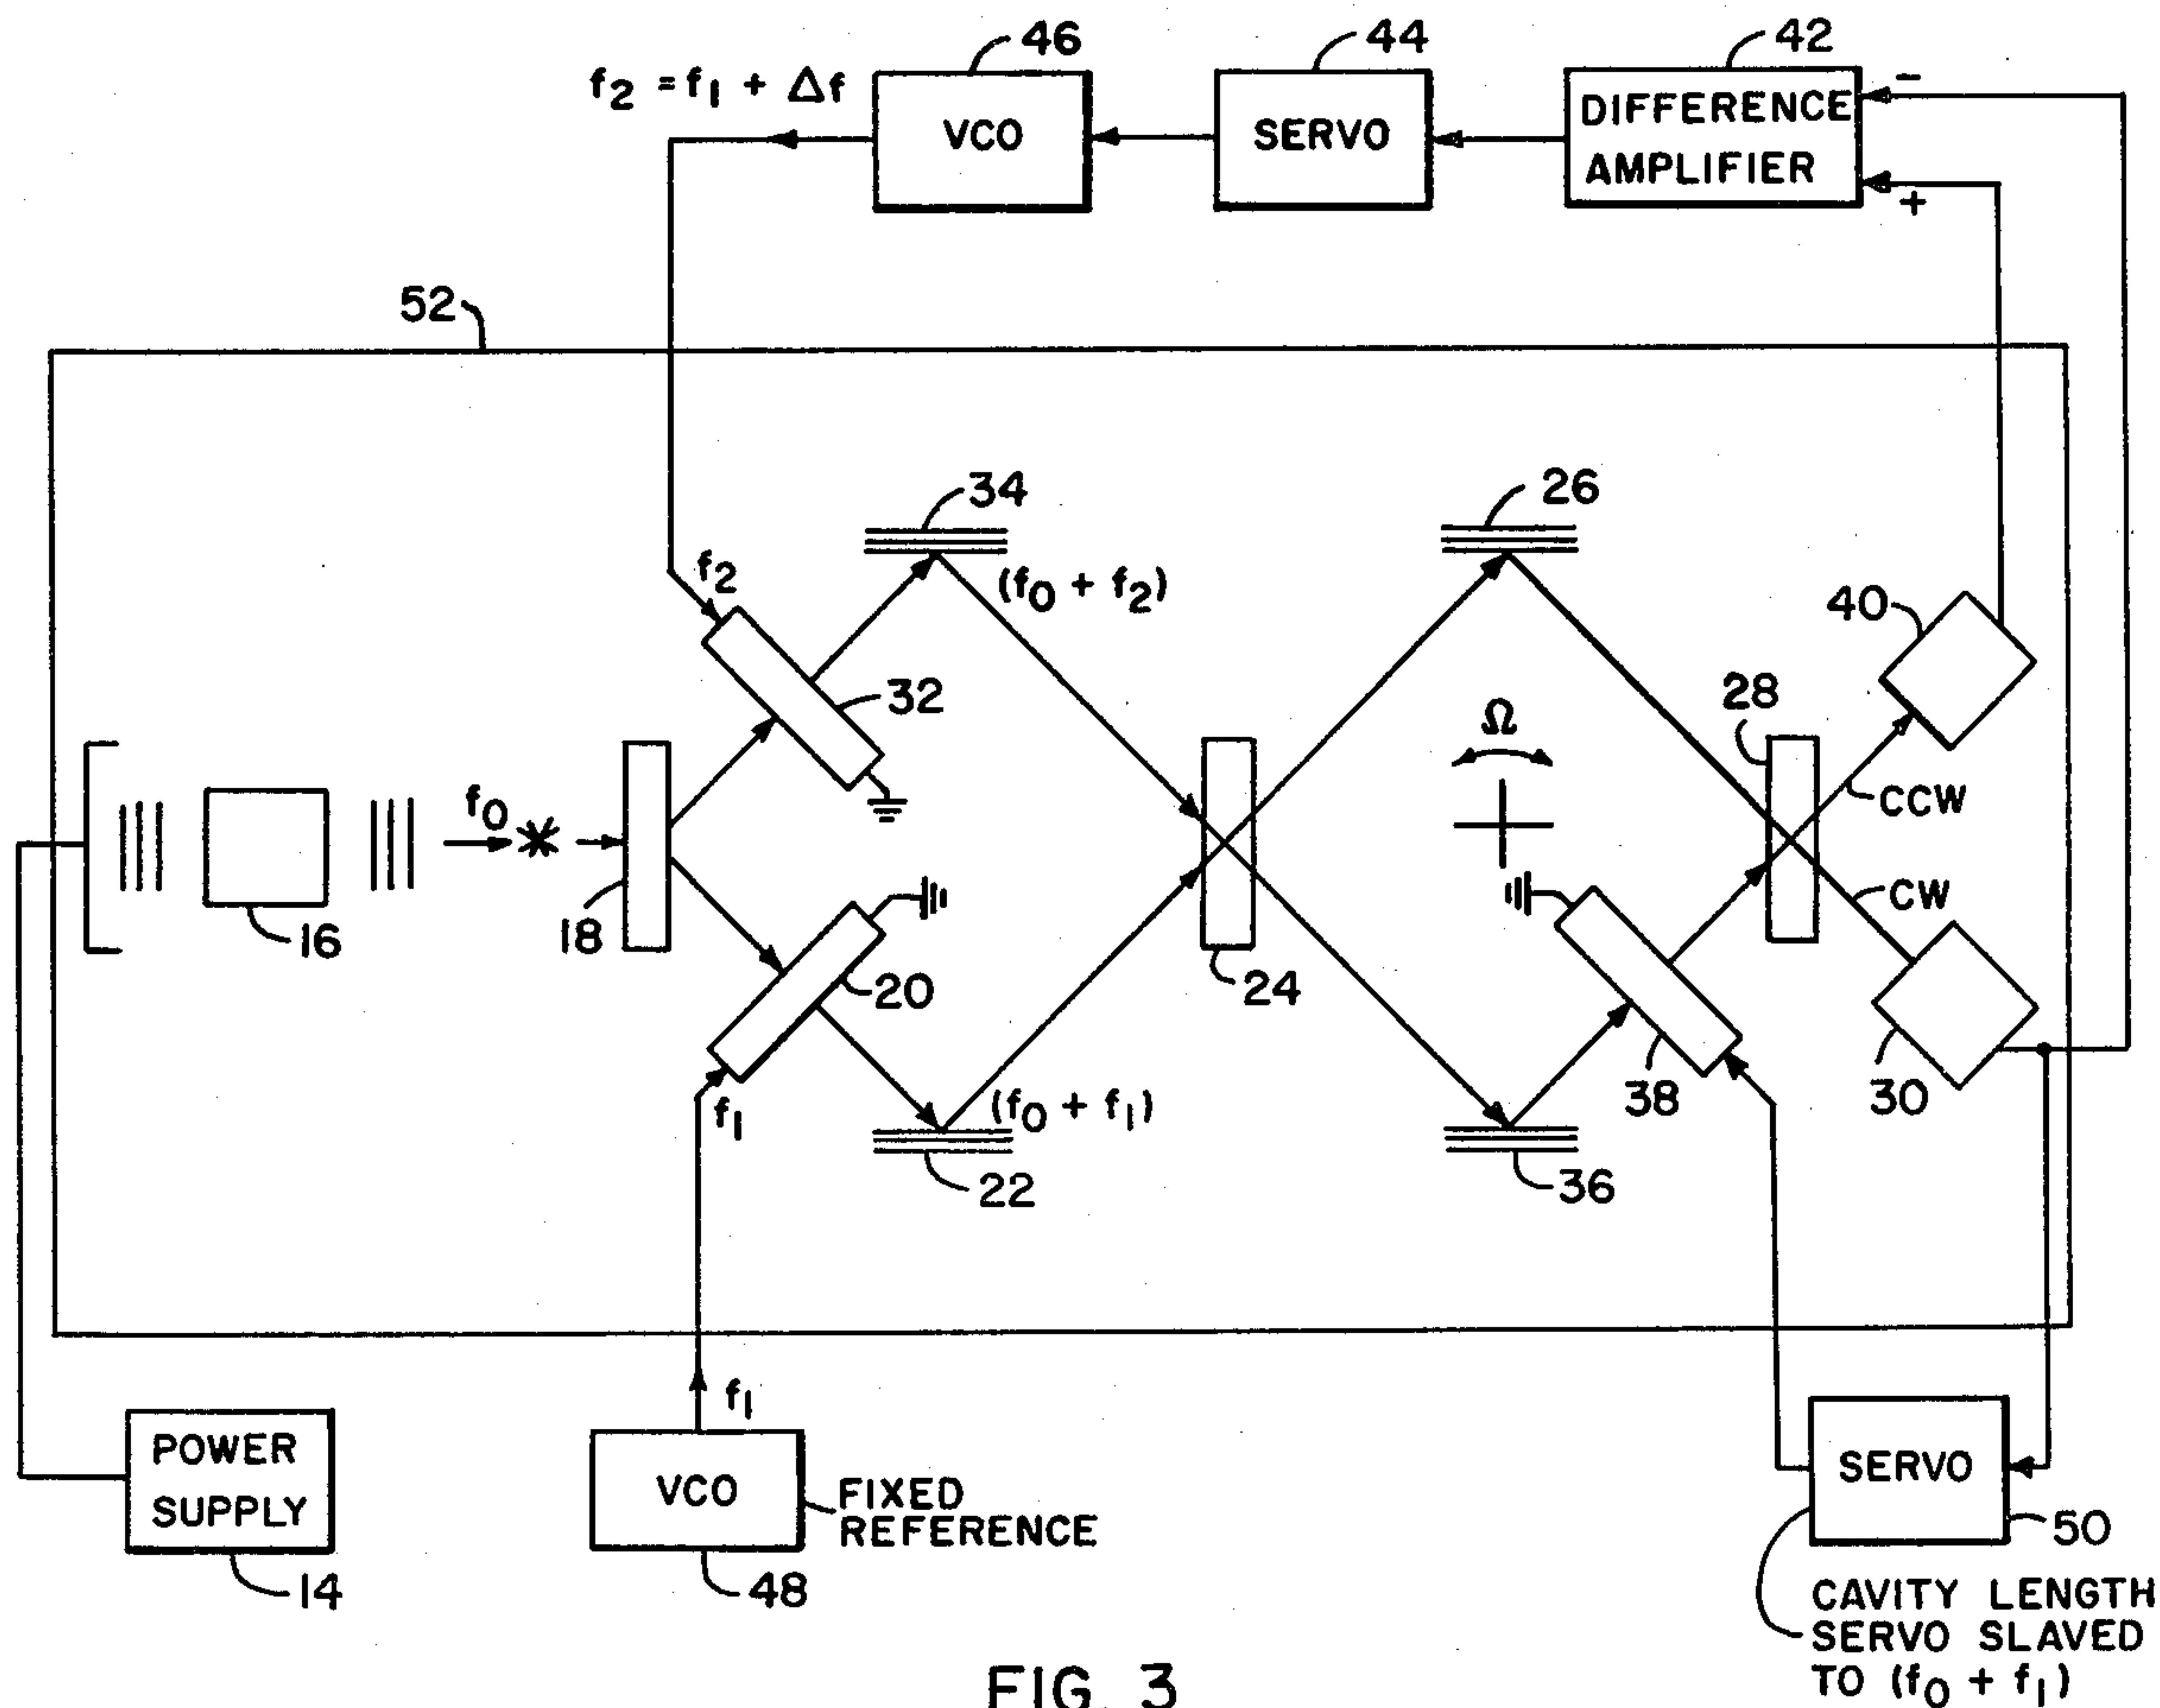 46
44
42
f2 = f1 + Δf
VCO
SERVO
DIFFERENCE
AMPLIFIER
−
+
52
34
26
f2
(f0 + f2)
40
32
28
Ω
f0
CCW
16
18
20
24
CW
38
30
f1
(f0 + f1)
22
36
f1
POWER
SUPPLY
VCO
FIXED
REFERENCE
SERVO
14
48
50
CAVITY LENGTH
SERVO SLAVED
TO (f0 + f1)
FIG. 3